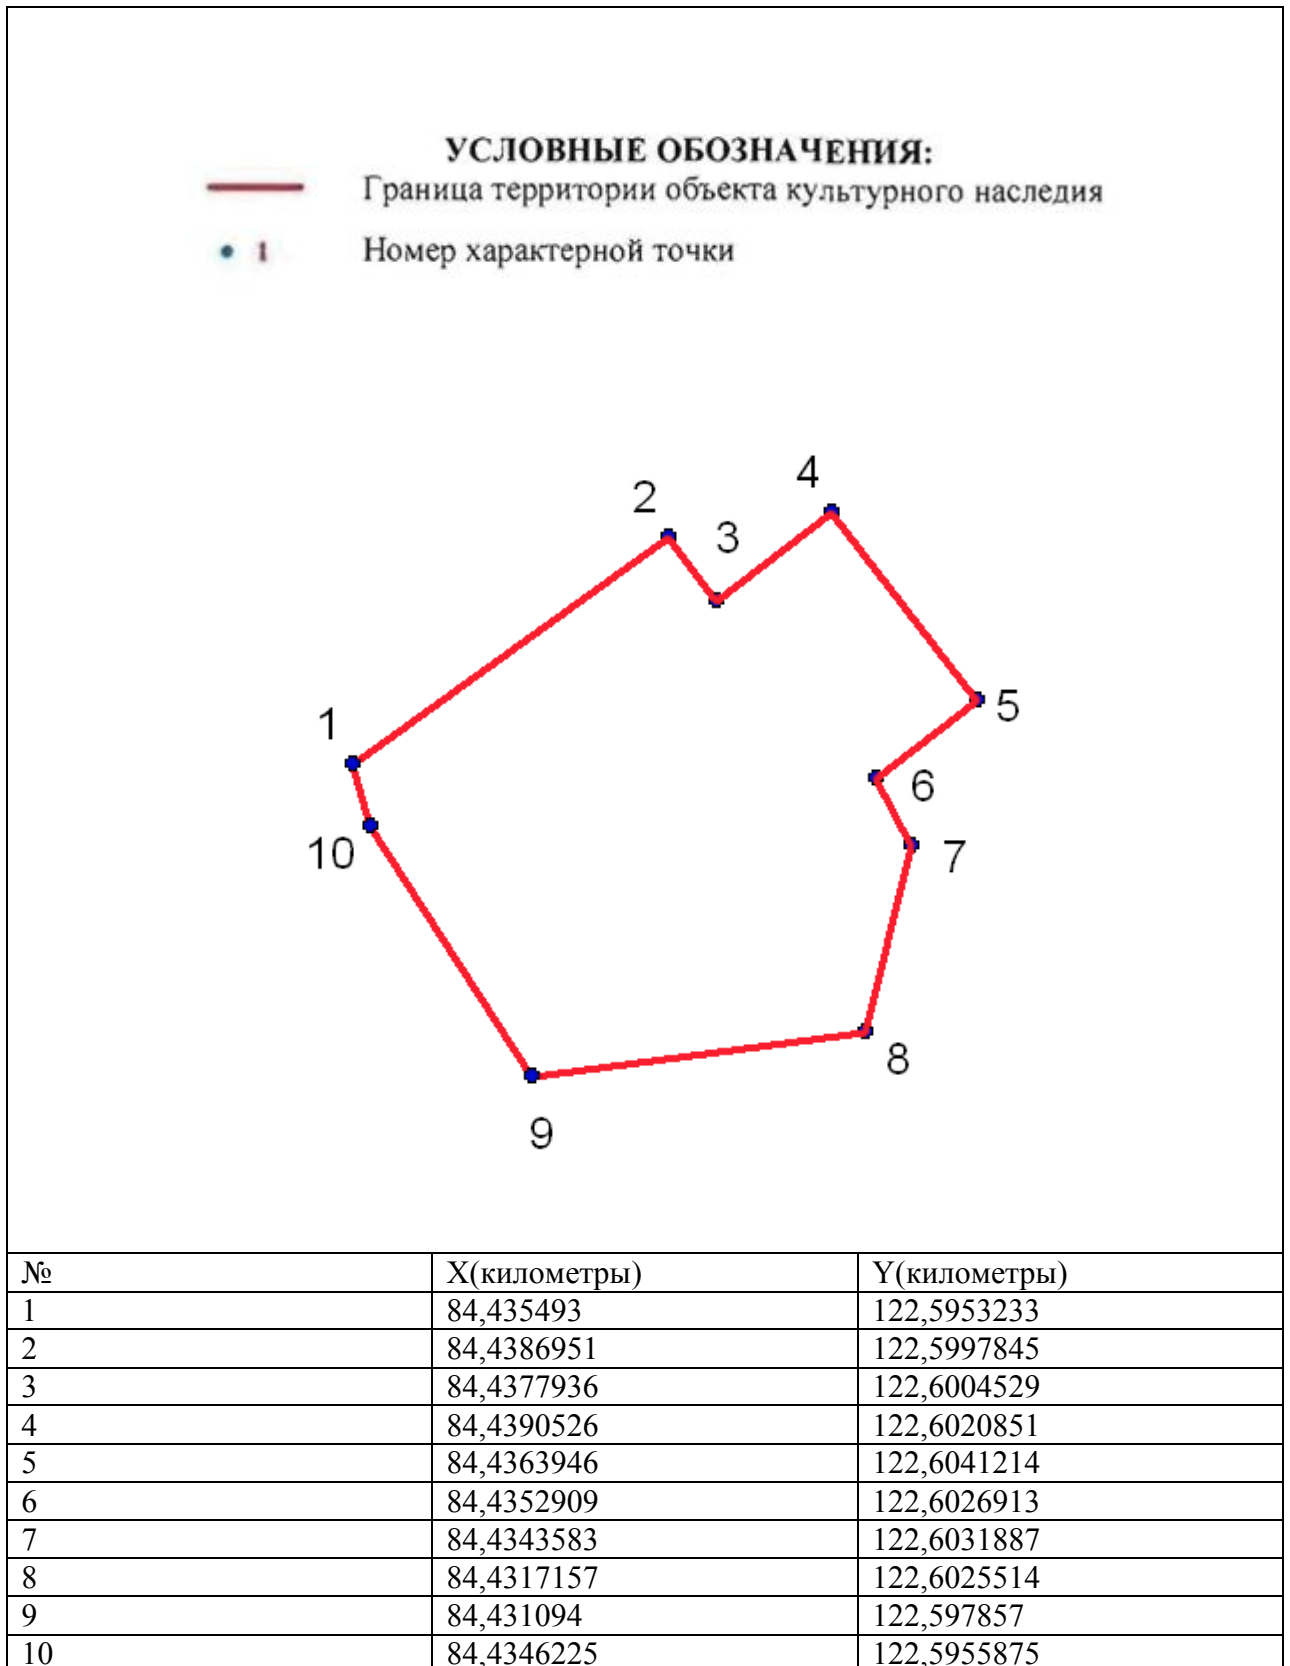 УСЛОВНЫЕ ОБОЗНАЧЕНИЯ:
Граница территории объекта культурного наследия
1 Номер характерной точки
4
2
3
5
1
6
10
7
8
9
№ X(километры) Y(километры)
1 84,435493 122,5953233
2 84,4386951 122,5997845
3 84,4377936 122,6004529
4 84,4390526 122,6020851
5 84,4363946 122,6041214
6 84,4352909 122,6026913
7 84,4343583 122,6031887
8 84,4317157 122,6025514
9 84,431094 122,597857
10 84,4346225 122,5955875